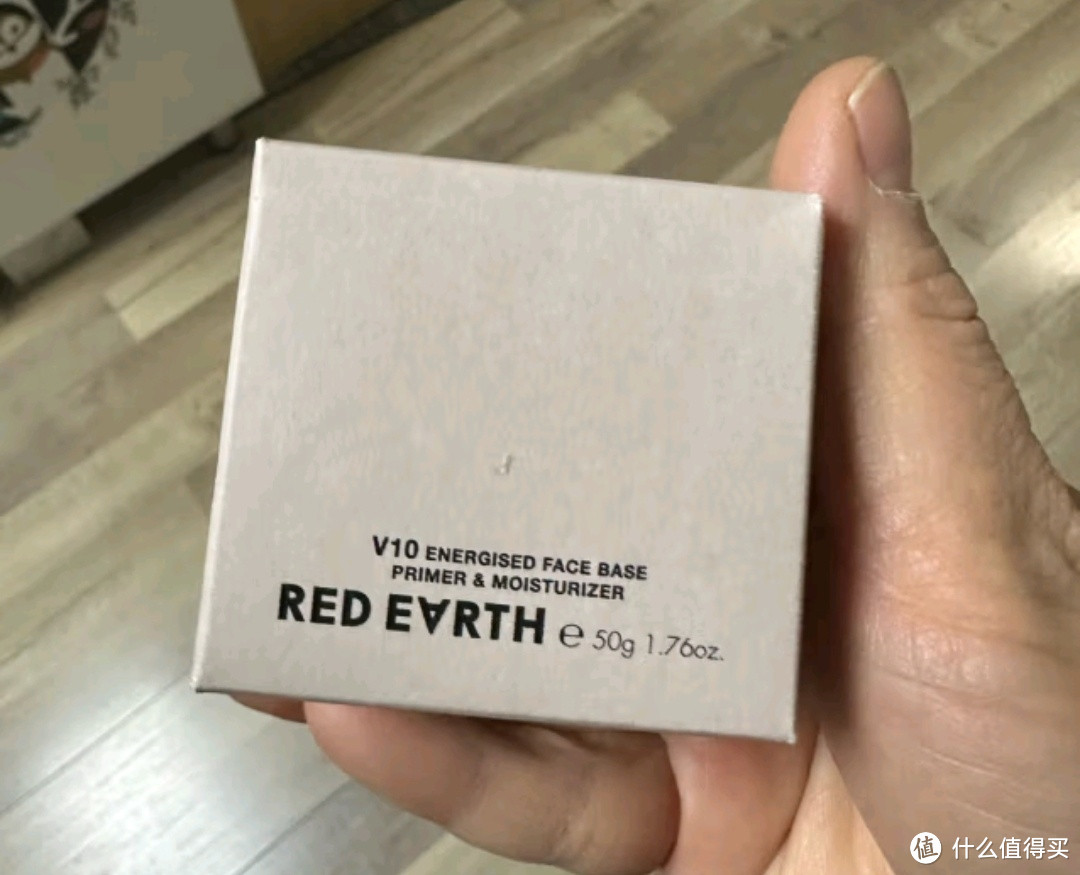 V10 ENERGISED FACE BASE
PRIMER & MOISTURIZER
RED EARTH ℮ 50g 1.76oz.
值 什么值得买